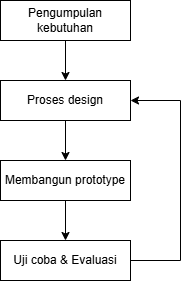 Pengumpulan
kebutuhan
Proses design
Membangun prototype
Uji coba & Evaluasi